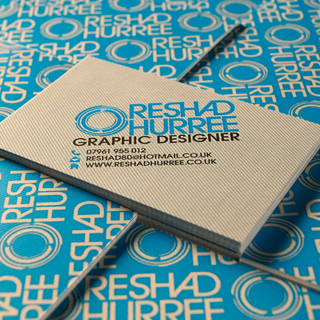 RESHAD
HURREE
GRAPHIC DESIGNER
07961 955 012
RESHAD80@HOTMAIL.CO.UK
WWW.RESHADHURREE.CO.UK